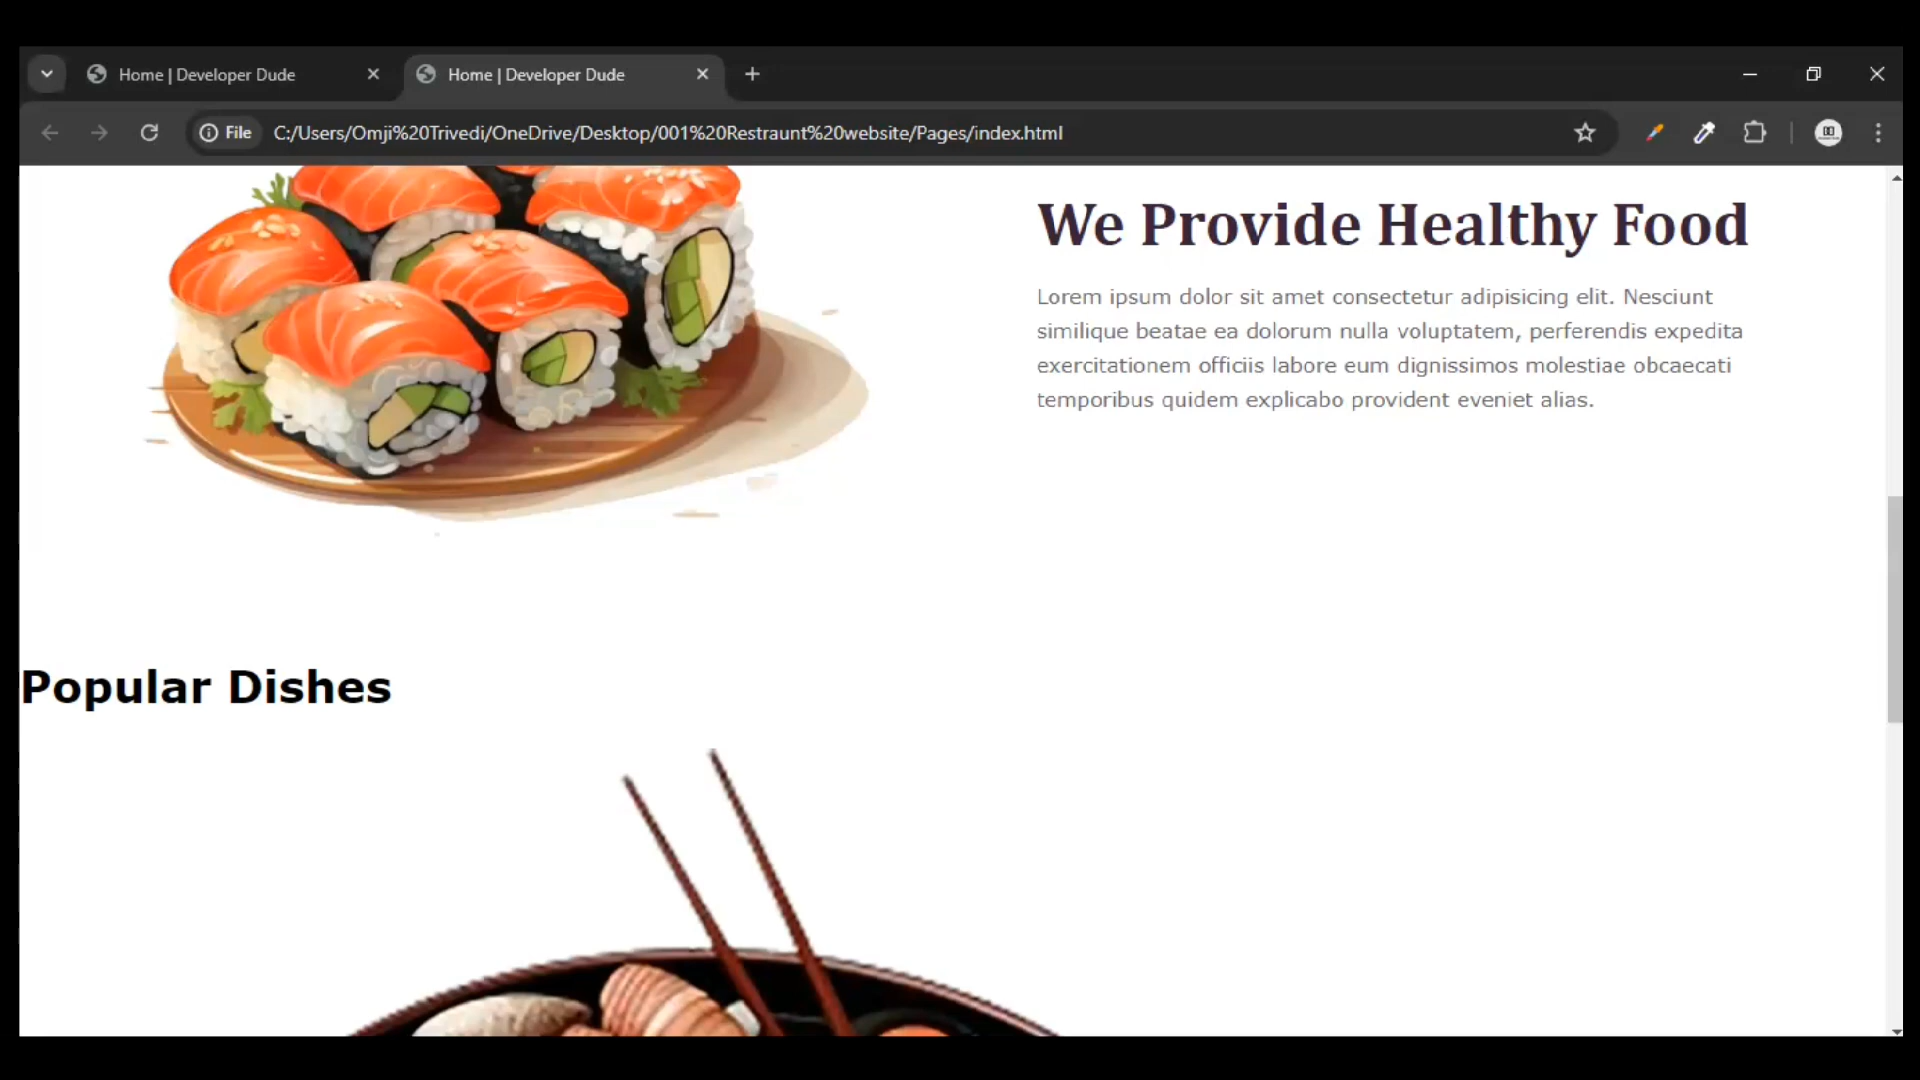 Home | Developer Dude
Home | Developer Dude
File
C:/Users/Omji%20Trivedi/OneDrive/Desktop/001%20Restraunt%20website/Pages/index.html
We Provide Healthy Food
Lorem ipsum dolor sit amet consectetur adipisicing elit. Nesciunt
similique beatae ea dolorum nulla voluptatem, perferendis expedita
exercitationem officiis labore eum dignissimos molestiae obcaecati
temporibus quidem explicabo provident eveniet alias.
Popular Dishes